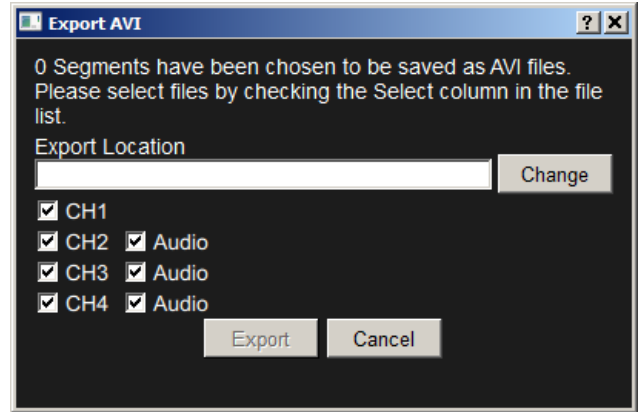 Export AVI
0 Segments have been chosen to be saved as AVI files.
Please select files by checking the Select column in the file
list.
Export Location
Change
CH1
CH2 Audio
CH3 Audio
CH4 Audio
Export Cancel